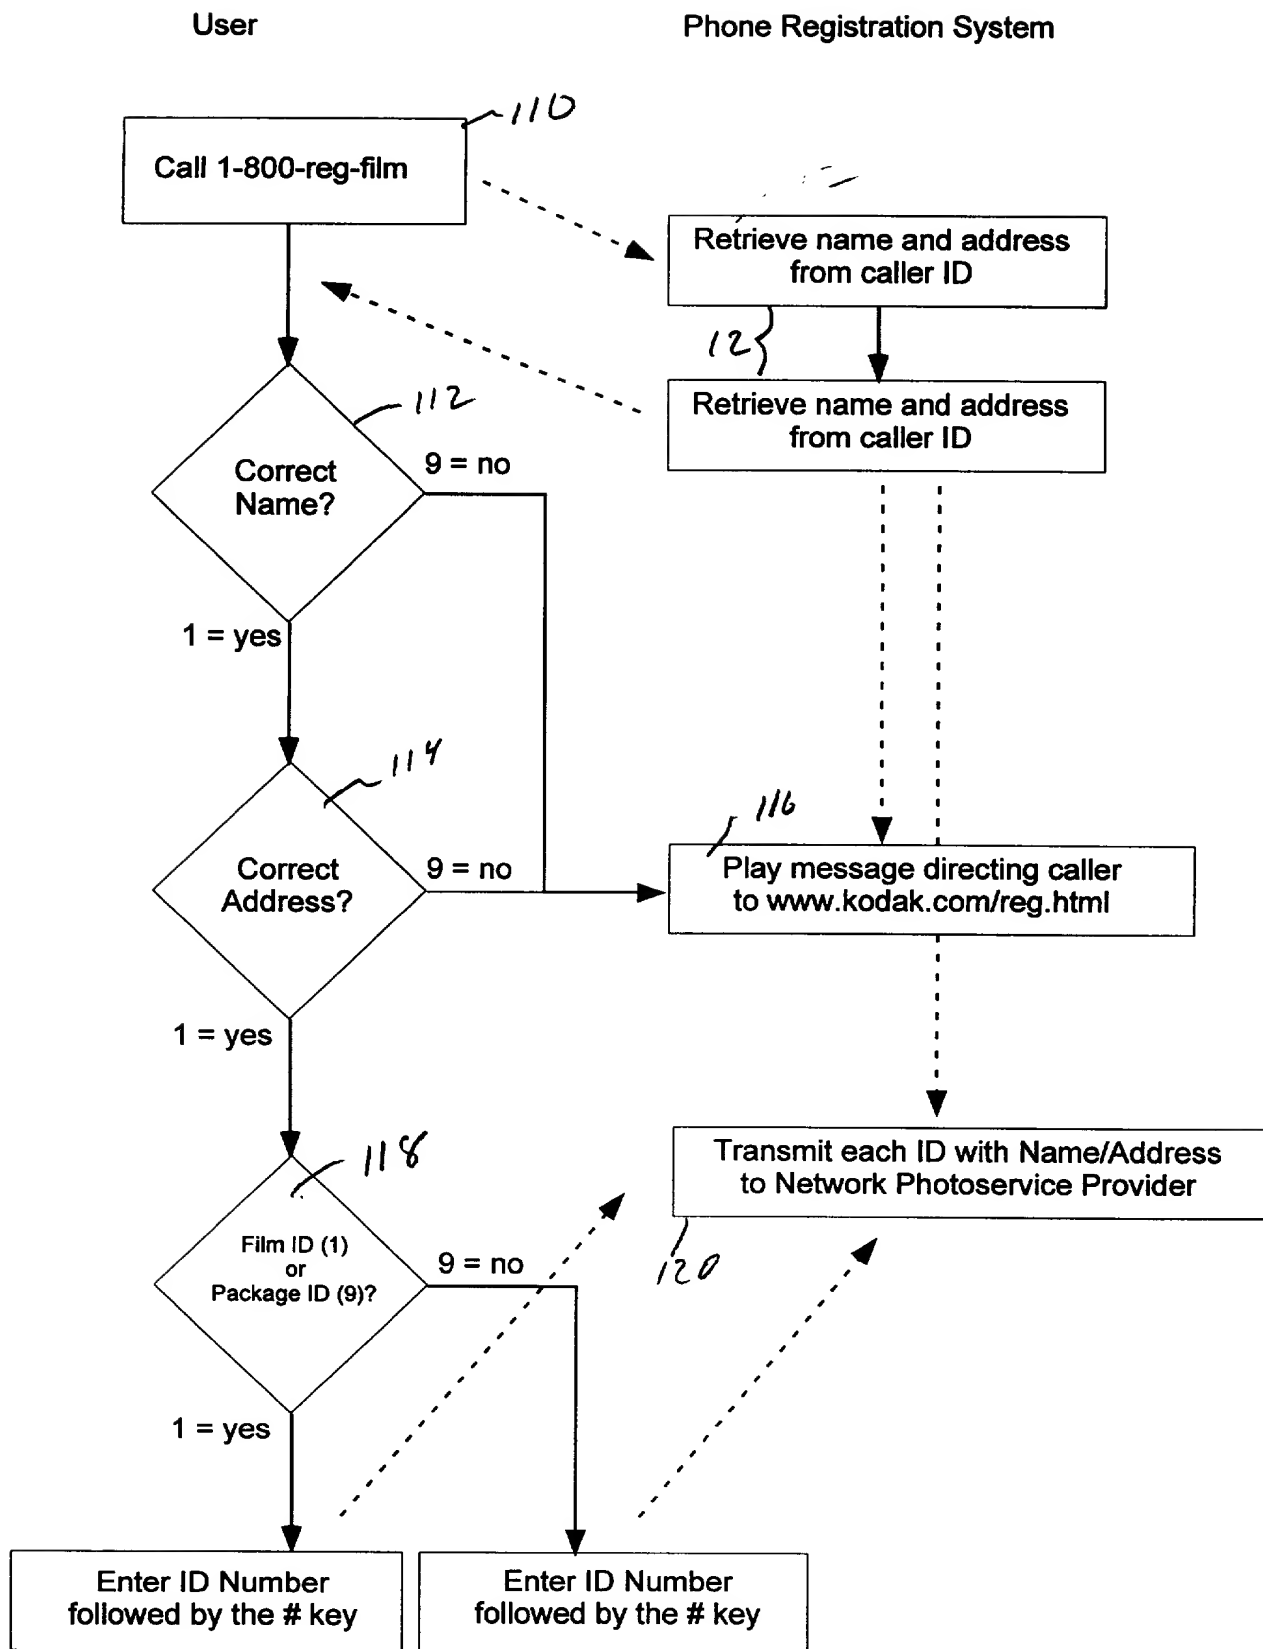 User
Phone Registration System
110
Call 1-800-reg-film
Retrieve name and address
from caller ID
12
Retrieve name and address
from caller ID
112
Correct
Name?
9 = no
1 = yes
114
Correct
Address?
9 = no
116
Play message directing caller
to www.kodak.com/reg.html
1 = yes
118
Film ID (1)
or
Package ID (9)?
9 = no
Transmit each ID with Name/Address
to Network Photoservice Provider
120
1 = yes
Enter ID Number
followed by the # key
Enter ID Number
followed by the # key